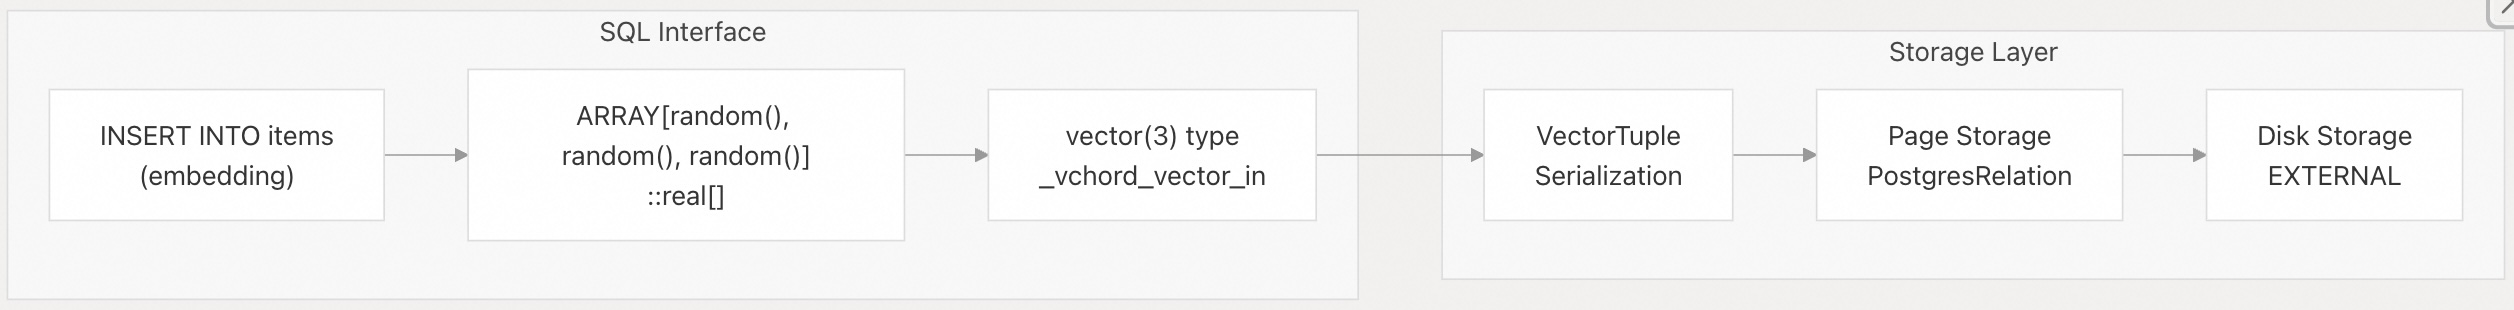 SQL Interface
INSERT INTO items
(embedding)
ARRAY[random(),
random(), random()]
::real[]
vector(3) type
_vchord_vector_in
Storage Layer
VectorTuple
Serialization
Page Storage
PostgresRelation
Disk Storage
EXTERNAL